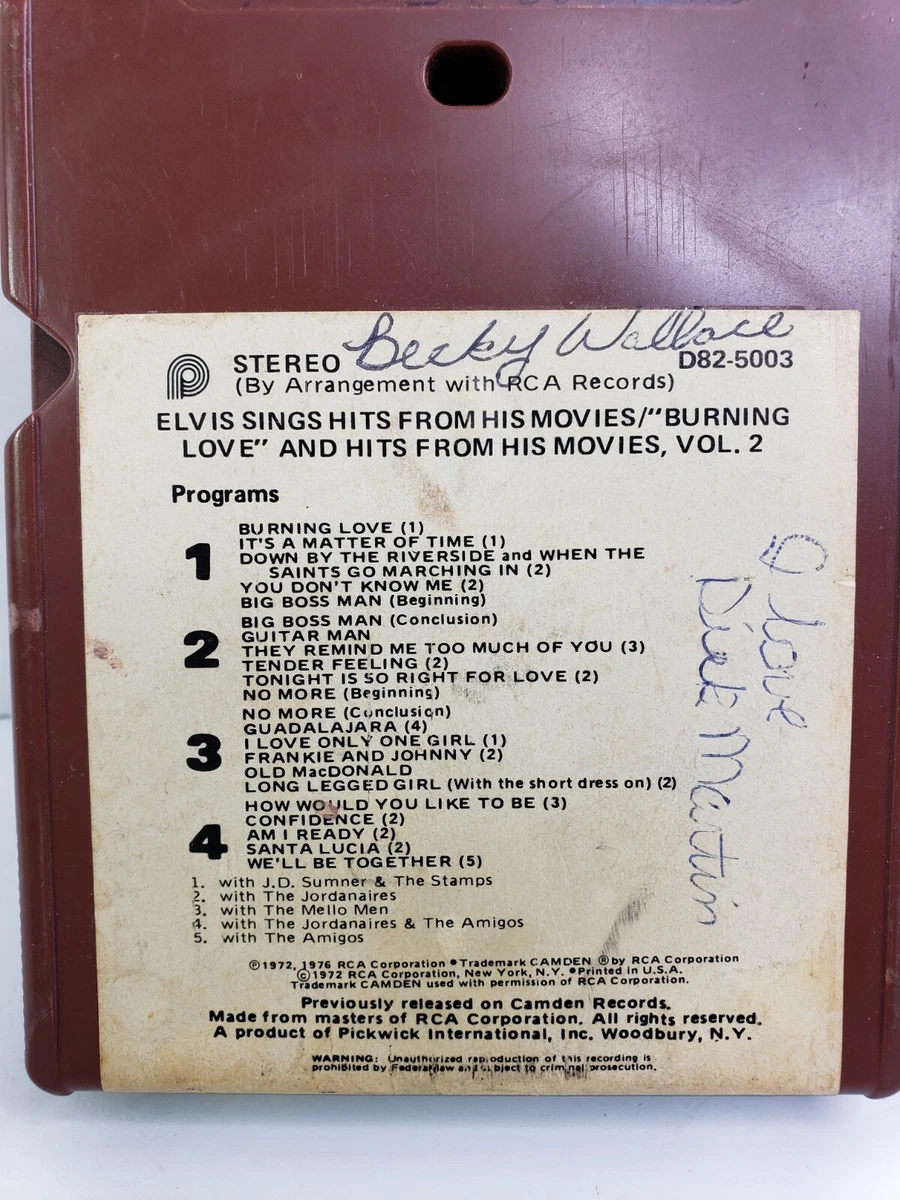 Becky Wallace
STEREO D82-5003
(By Arrangement with RCA Records)
ELVIS SINGS HITS FROM HIS MOVIES/“BURNING
LOVE” AND HITS FROM HIS MOVIES, VOL. 2
Programs
1
BURNING LOVE (1)
IT'S A MATTER OF TIME (1)
DOWN BY THE RIVERSIDE and WHEN THE
SAINTS GO MARCHING IN (2)
YOU DON'T KNOW ME (2)
BIG BOSS MAN (Beginning)
2
BIG BOSS MAN (Conclusion)
GUITAR MAN
THEY REMIND ME TOO MUCH OF YOU (3)
TENDER FEELING (2)
TONIGHT IS SO RIGHT FOR LOVE (2)
NO MORE (Beginning)
3
NO MORE (Conclusion)
GUADALAJARA (4)
I LOVE ONLY ONE GIRL (1)
FRANKIE AND JOHNNY (2)
OLD MacDONALD
LONG LEGGED GIRL (With the short dress on) (2)
4
HOW WOULD YOU LIKE TO BE (3)
CONFIDENCE (2)
AM I READY (2)
SANTA LUCIA (2)
WE'LL BE TOGETHER (5)
1. with J.D. Sumner & The Stamps
2. with The Jordanaires
3. with The Mello Men
4. with The Jordanaires & The Amigos
5. with The Amigos
I love
Dick Martin
℗1972, 1976 RCA Corporation •Trademark CAMDEN ®by RCA Corporation
©1972 RCA Corporation, New York, N.Y. •Printed in U.S.A.
Trademark CAMDEN used with permission of RCA Corporation.
Previously released on Camden Records.
Made from masters of RCA Corporation. All rights reserved.
A product of Pickwick International, Inc. Woodbury, N.Y.
WARNING: Unauthorized reproduction of this recording is
prohibited by Federal law and subject to criminal prosecution.